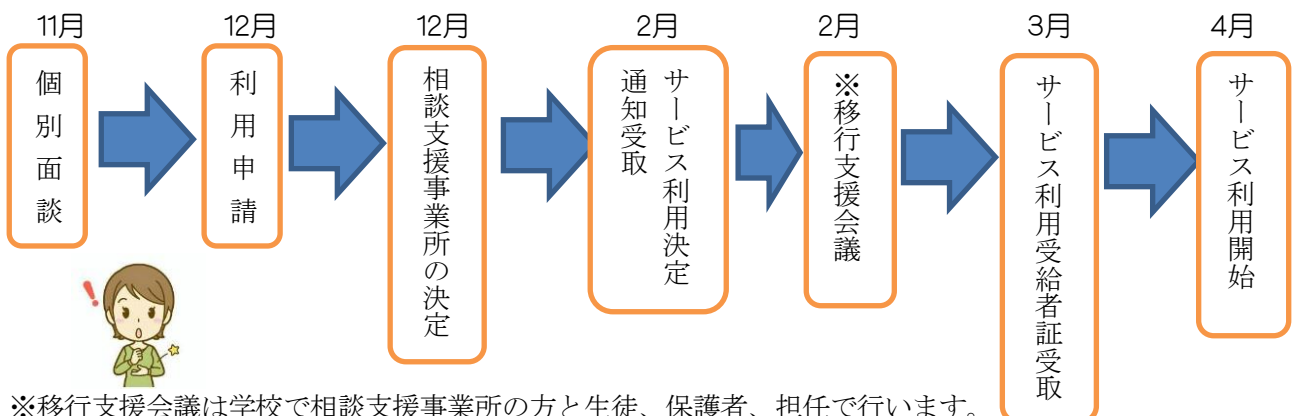 11月
個別面談
12月
利用申請
12月
相談支援事業所の決定
2月
サービス利用決定
通知受取
2月
※移行支援会議
3月
サービス利用受給者証受取
4月
サービス利用開始
※移行支援会議は学校で相談支援事業所の方と生徒、保護者、担任で行います。